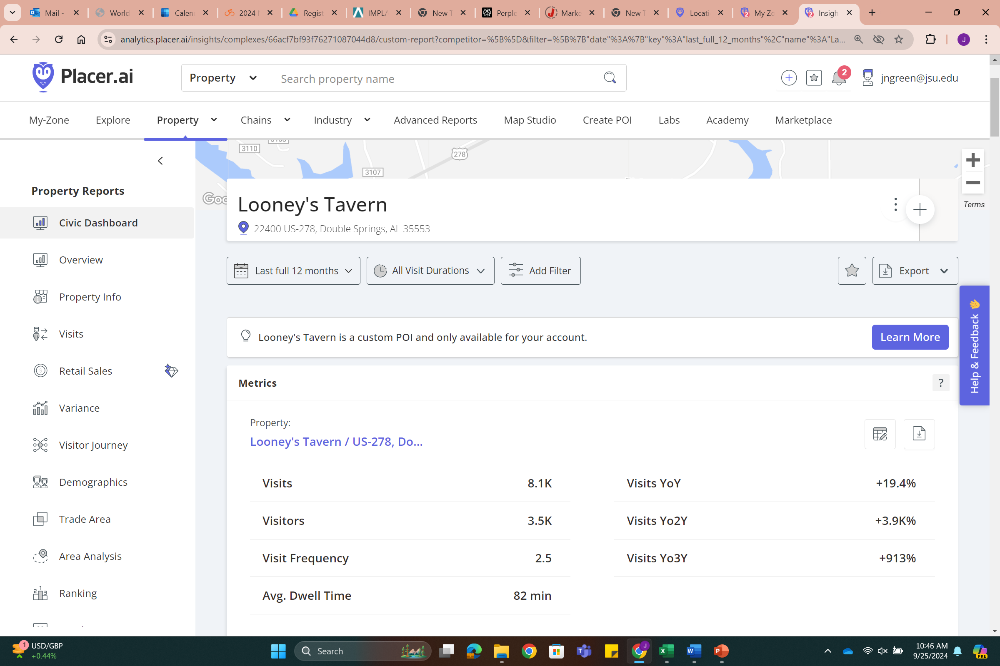 Mail -
World
Calen
2024
Regist
IMPLA
New T
Perple
Marke
New T
Locati
My Zo
Insigh
analytics.placer.ai/insights/complexes/66acf7bf93f76271087044d8/custom-report?competitor=%5B%5D&filter=%5B%7B"date"%3A%7B"key"%3A"last_full_12_months"%2C"name"%3A"La...
J
Placer.ai
Property
Search property name
2
jngreen@jsu.edu
My-Zone
Explore
Property
Chains
Industry
Advanced Reports
Map Studio
Create POI
Labs
Academy
Marketplace
3110
278
3107
Goo
Terms
Property Reports
Civic Dashboard
Overview
Property Info
Visits
Retail Sales
Variance
Visitor Journey
Demographics
Trade Area
Area Analysis
Ranking
Looney's Tavern
22400 US-278, Double Springs, AL 35553
Last full 12 months
All Visit Durations
Add Filter
Export
Help & Feedback
Looney's Tavern is a custom POI and only available for your account.
Learn More
Metrics
?
Property:
Looney's Tavern / US-278, Do...
Visits 8.1K
Visits YoY +19.4%
Visitors 3.5K
Visits Yo2Y +3.9K%
Visit Frequency 2.5
Visits Yo3Y +913%
Avg. Dwell Time 82 min
1
USD/GBP
+0.44%
Search
J
10:46 AM
9/25/2024
PRE